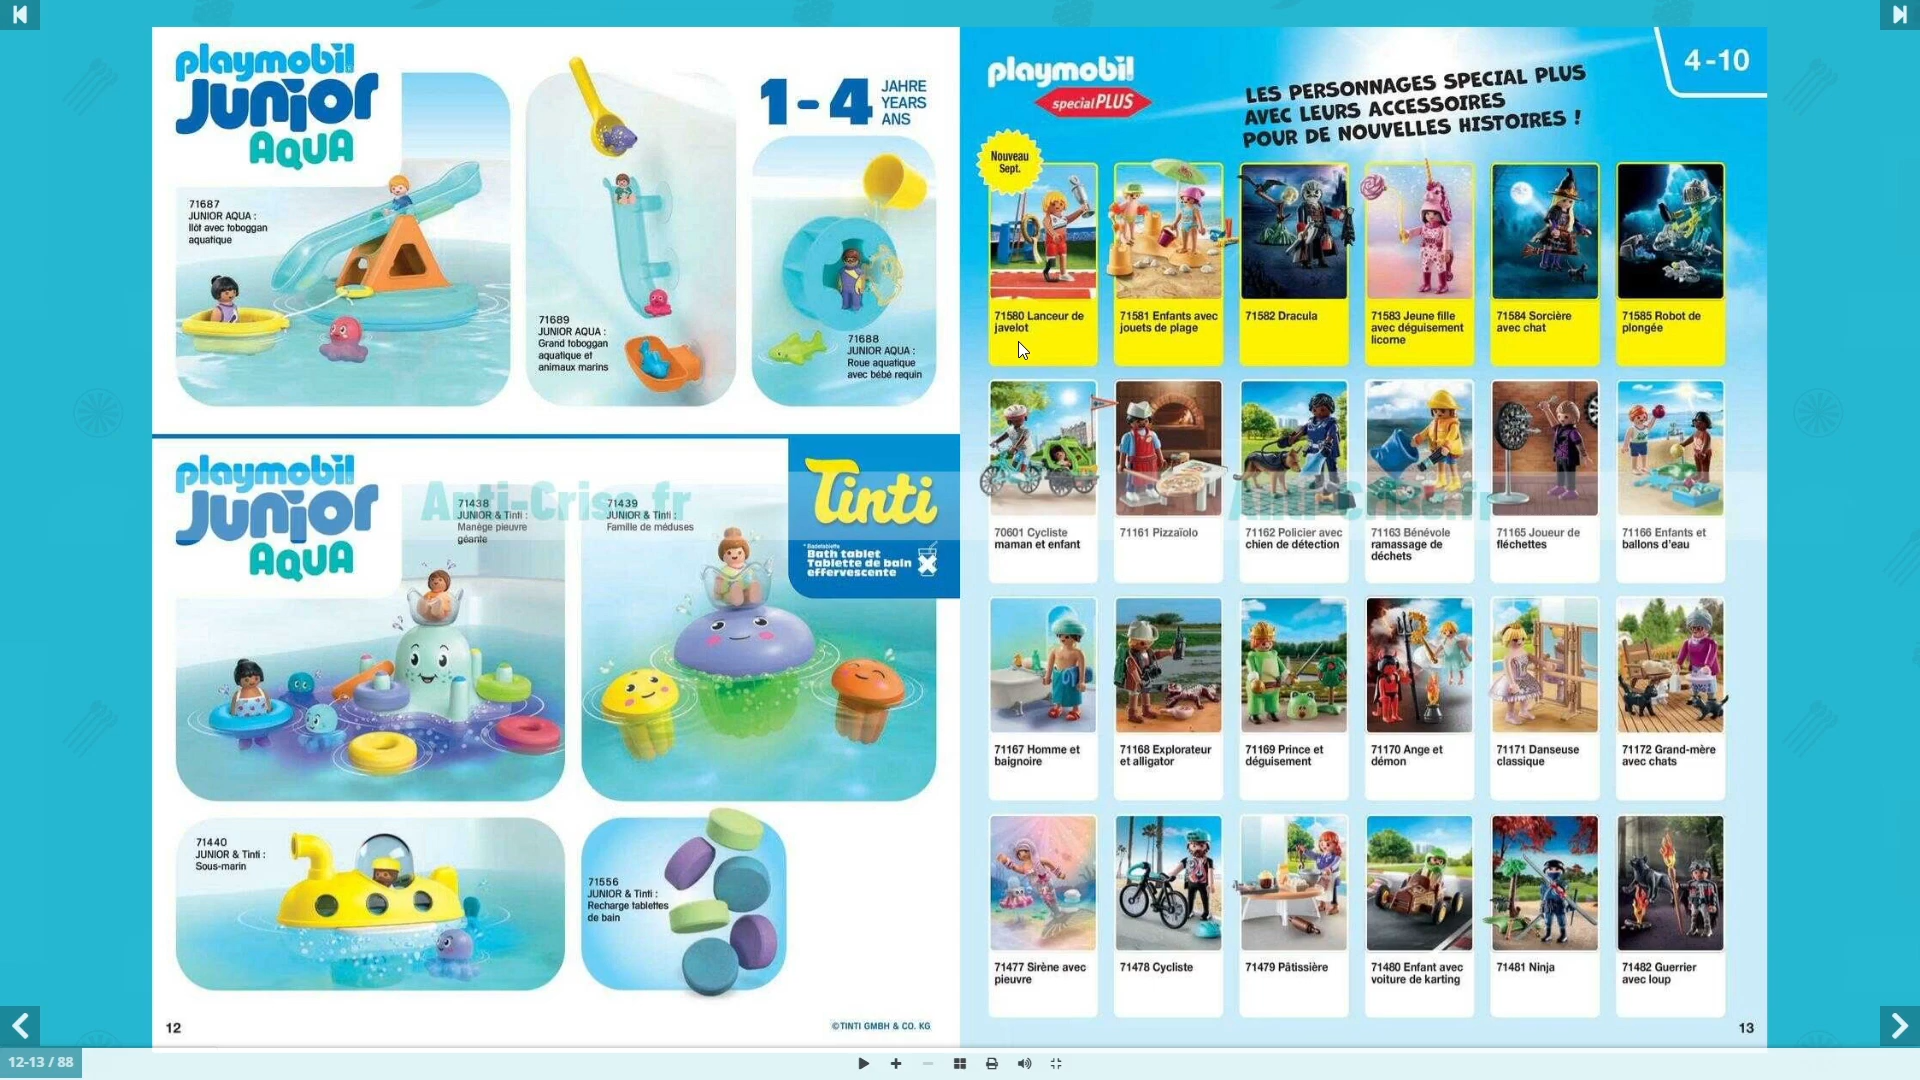 playmobil
Junior
AQUA
1-4
JAHRE
YEARS
ANS
71687
JUNIOR AQUA :
Ilôt avec toboggan
aquatique
71689
JUNIOR AQUA :
Grand toboggan
aquatique et
animaux marins
71688
JUNIOR AQUA :
Roue aquatique
avec bébé requin
playmobil
Junior
AQUA
71438
JUNIOR & Tinti :
Manège pieuvre
géante
71439
JUNIOR & Tinti :
Famille de méduses
Tinti
Bath tablet
Tablette de bain
effervescente
Anti-Crise.fr
71440
JUNIOR & Tinti :
Sous-marin
71556
JUNIOR & Tinti :
Recharge tablettes
de bain
12
©TINTI GMBH & CO. KG
playmobil
specialPLUS
LES PERSONNAGES SPECIAL PLUS
AVEC LEURS ACCESSOIRES
POUR DE NOUVELLES HISTOIRES !
4-10
Nouveau
Sept.
71580 Lanceur de
javelot
71581 Enfants avec
jouets de plage
71582 Dracula
71583 Jeune fille
avec déguisement
licorne
71584 Sorcière
avec chat
71585 Robot de
plongée
70601 Cycliste
maman et enfant
71161 Pizzaïolo
71162 Policier avec
chien de détection
71163 Bénévole
ramassage de
déchets
71165 Joueur de
fléchettes
71166 Enfants et
ballons d'eau
Anti-Crise.fr
71167 Homme et
baignoire
71168 Explorateur
et alligator
71169 Prince et
déguisement
71170 Ange et
démon
71171 Danseuse
classique
71172 Grand-mère
avec chats
71477 Sirène avec
pieuvre
71478 Cycliste
71479 Pâtissière
71480 Enfant avec
voiture de karting
71481 Ninja
71482 Guerrier
avec loup
13
12-13 / 88